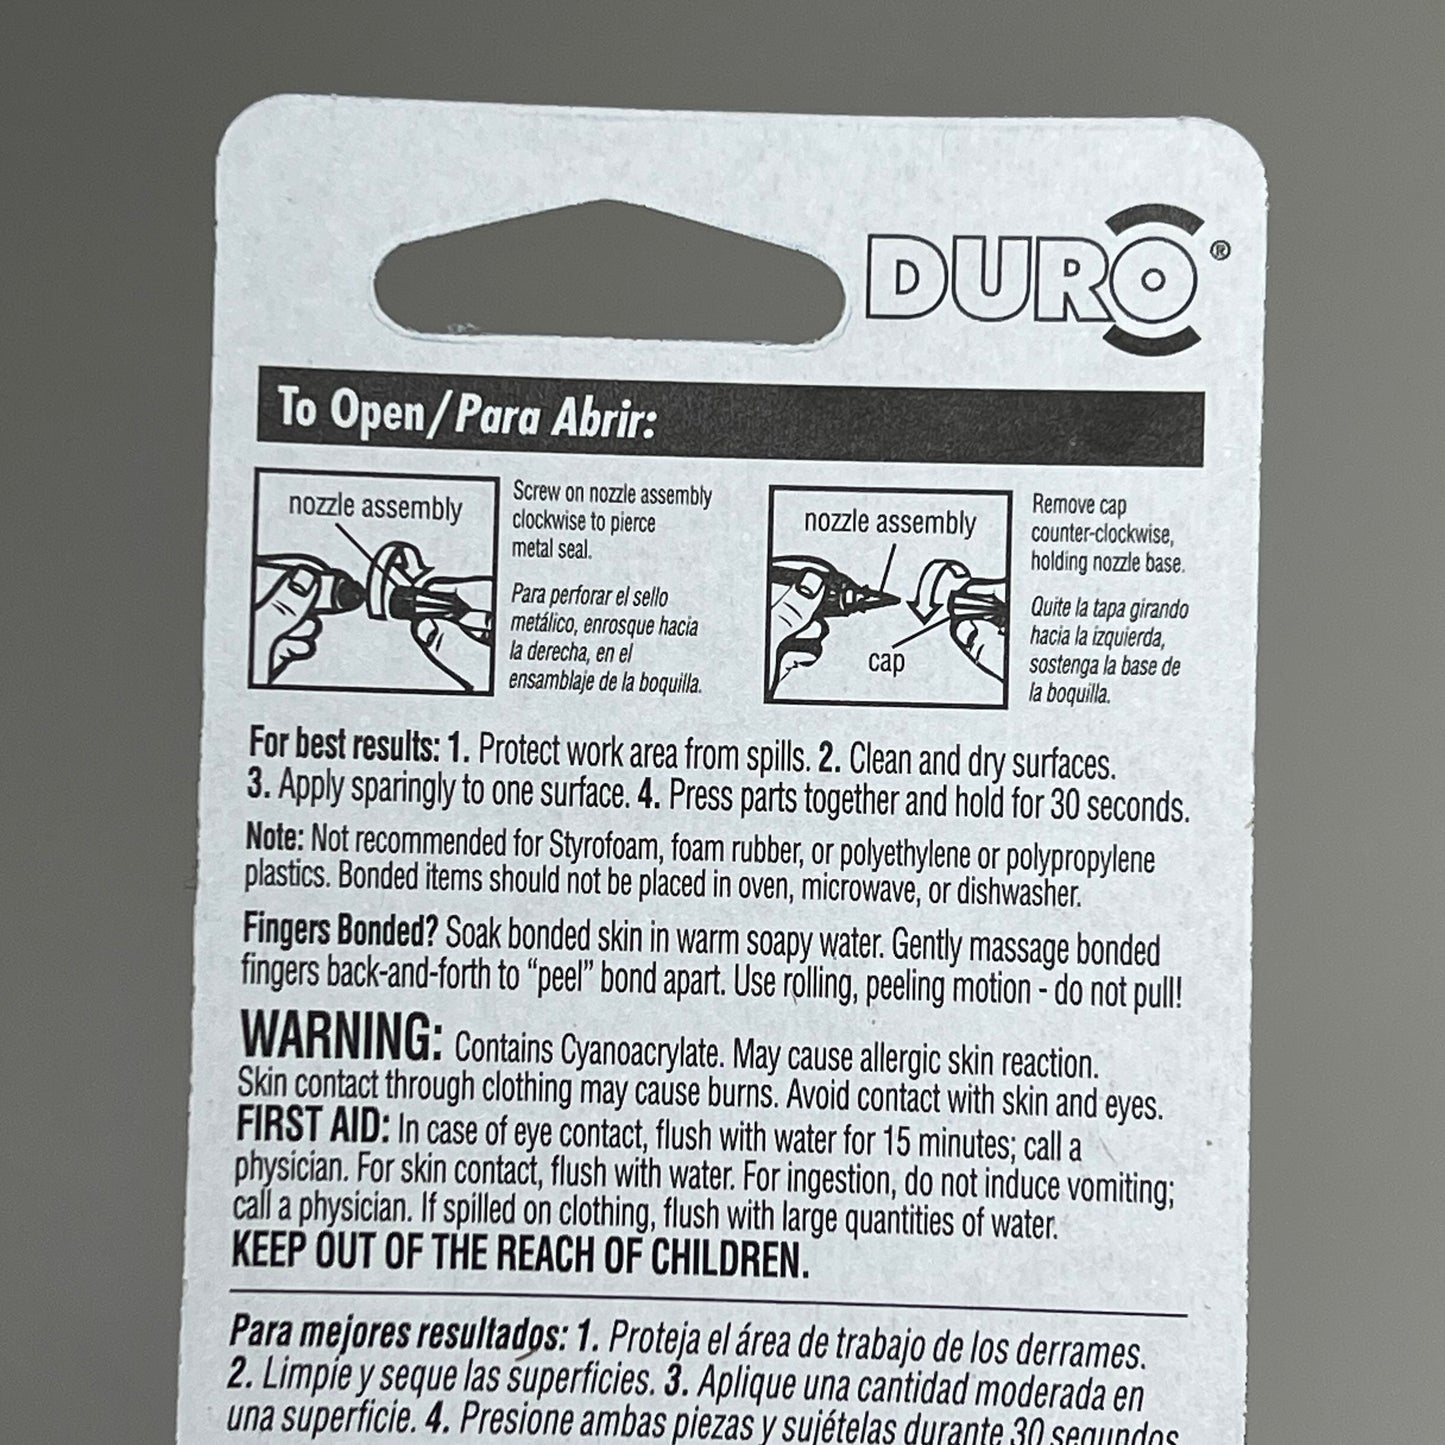 DURO®
To Open/Para Abrir:
nozzle assembly
Screw on nozzle assembly
clockwise to pierce
metal seal.
Para perforar el sello
metálico, enrosque hacia
la derecha, en el
ensamblaje de la boquilla.
nozzle assembly
cap
Remove cap
counter-clockwise,
holding nozzle base.
Quite la tapa girando
hacia la izquierda,
sostenga la base de
la boquilla.
For best results: 1. Protect work area from spills. 2. Clean and dry surfaces.
3. Apply sparingly to one surface. 4. Press parts together and hold for 30 seconds.
Note: Not recommended for Styrofoam, foam rubber, or polyethylene or polypropylene
plastics. Bonded items should not be placed in oven, microwave, or dishwasher.
Fingers Bonded? Soak bonded skin in warm soapy water. Gently massage bonded
fingers back-and-forth to “peel” bond apart. Use rolling, peeling motion - do not pull!
WARNING: Contains Cyanoacrylate. May cause allergic skin reaction.
Skin contact through clothing may cause burns. Avoid contact with skin and eyes.
FIRST AID: In case of eye contact, flush with water for 15 minutes; call a
physician. For skin contact, flush with water. For ingestion, do not induce vomiting;
call a physician. If spilled on clothing, flush with large quantities of water.
KEEP OUT OF THE REACH OF CHILDREN.
Para mejores resultados: 1. Proteja el área de trabajo de los derrames.
2. Limpie y seque las superficies. 3. Aplique una cantidad moderada en
una superficie. 4. Presione ambas piezas y sujételas durante 30 segundos